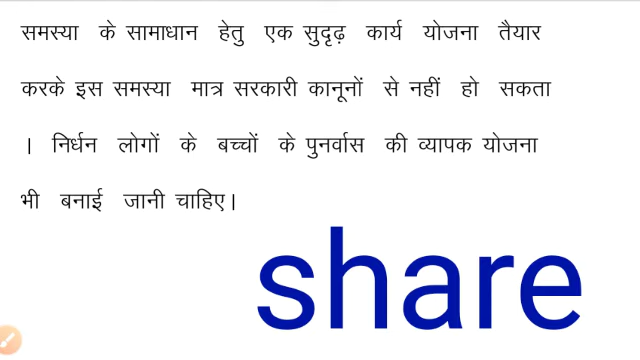 समस्या के सामाधान हेतु एक सुदृढ़ कार्य योजना तैयार
करके इस समस्या मात्र सरकारी कानूनों से नहीं हो सकता
। निर्धन लोगों के बच्चों के पुनर्वास की व्यापक योजना
भी बनाई जानी चाहिए।
share